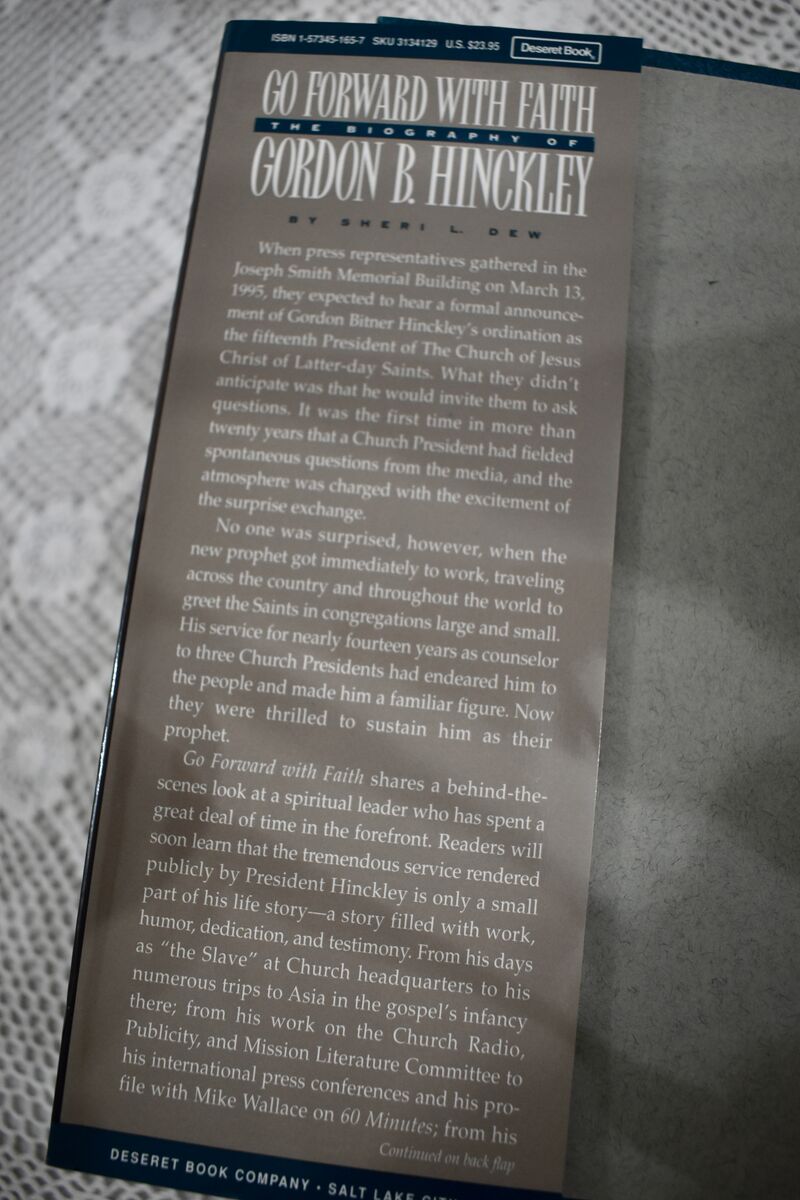 ISBN 1-57345-165-7 SKU 3134129 U.S. $23.95 Deseret Book
GO FORWARD WITH FAITH
THE BIOGRAPHY OF
GORDON B. HINCKLEY
BY SHERI L. DEW
When press representatives gathered in the
Joseph Smith Memorial Building on March 13,
1995, they expected to hear a formal announce-
ment of Gordon Bitner Hinckley's ordination as
the fifteenth President of The Church of Jesus
Christ of Latter-day Saints. What they didn't
anticipate was that he would invite them to ask
questions. It was the first time in more than
twenty years that a Church President had fielded
spontaneous questions from the media, and the
atmosphere was charged with the excitement of
the surprise exchange.
No one was surprised, however, when the
new prophet got immediately to work, traveling
across the country and throughout the world to
greet the Saints in congregations large and small.
His service for nearly fourteen years as counselor
to three Church Presidents had endeared him to
the people and made him a familiar figure. Now
they were thrilled to sustain him as their
prophet.
Go Forward with Faith shares a behind-the-
scenes look at a spiritual leader who has spent a
great deal of time in the forefront. Readers will
soon learn that the tremendous service rendered
publicly by President Hinckley is only a small
part of his life story—a story filled with work,
humor, dedication, and testimony. From his days
as "the Slave" at Church headquarters to his
numerous trips to Asia in the gospel's infancy
there; from his work on the Church Radio,
Publicity, and Mission Literature Committee to
his international press conferences and his pro-
file with Mike Wallace on 60 Minutes; from his
Continued on back flap
DESERET BOOK COMPANY • SALT LAKE